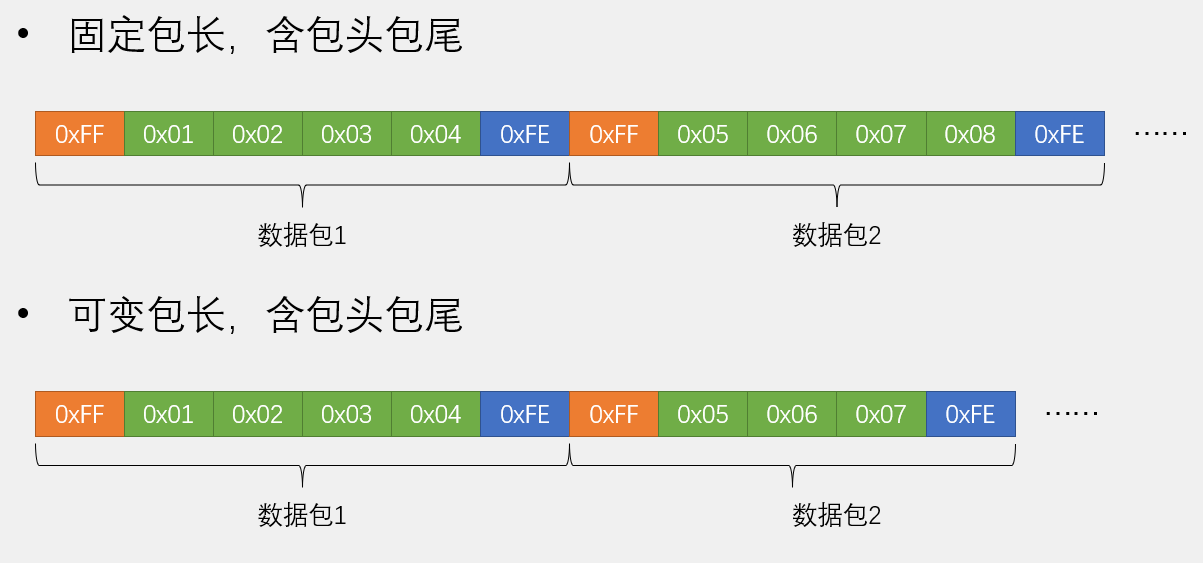 • 固定包长，含包头包尾
0xFF 0x01 0x02 0x03 0x04 0xFE 0xFF 0x05 0x06 0x07 0x08 0xFE ……
数据包1 数据包2
• 可变包长，含包头包尾
0xFF 0x01 0x02 0x03 0x04 0xFE 0xFF 0x05 0x06 0x07 0xFE ……
数据包1 数据包2